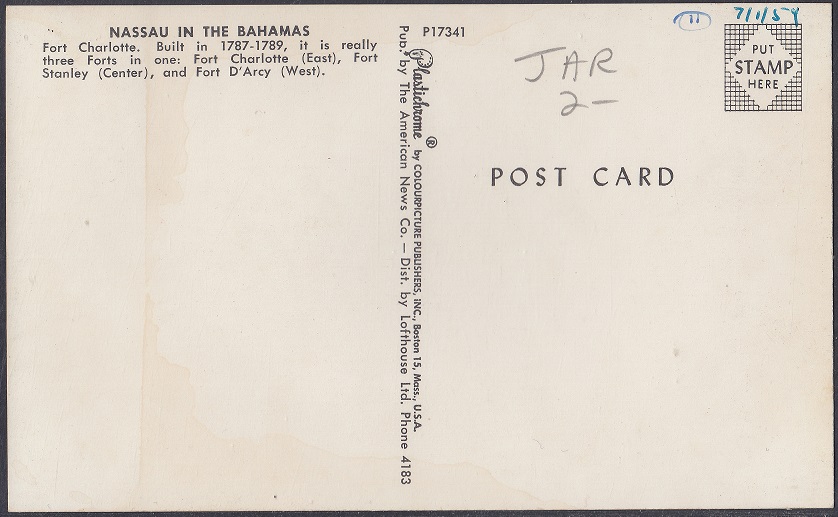 NASSAU IN THE BAHAMAS
Fort Charlotte. Built in 1787-1789, it is really
three Forts in one: Fort Charlotte (East), Fort
Stanley (Center), and Fort D'Arcy (West).
Pub. by The American News Co. — Dist. by Lofthouse Ltd. Phone 4183
Plastichrome ® by COLOURPICTURE PUBLISHERS, INC., Boston 15, Mass., U.S.A.
P17341
JAR
2-
11
7/1/59
PUT
STAMP
HERE
POST CARD